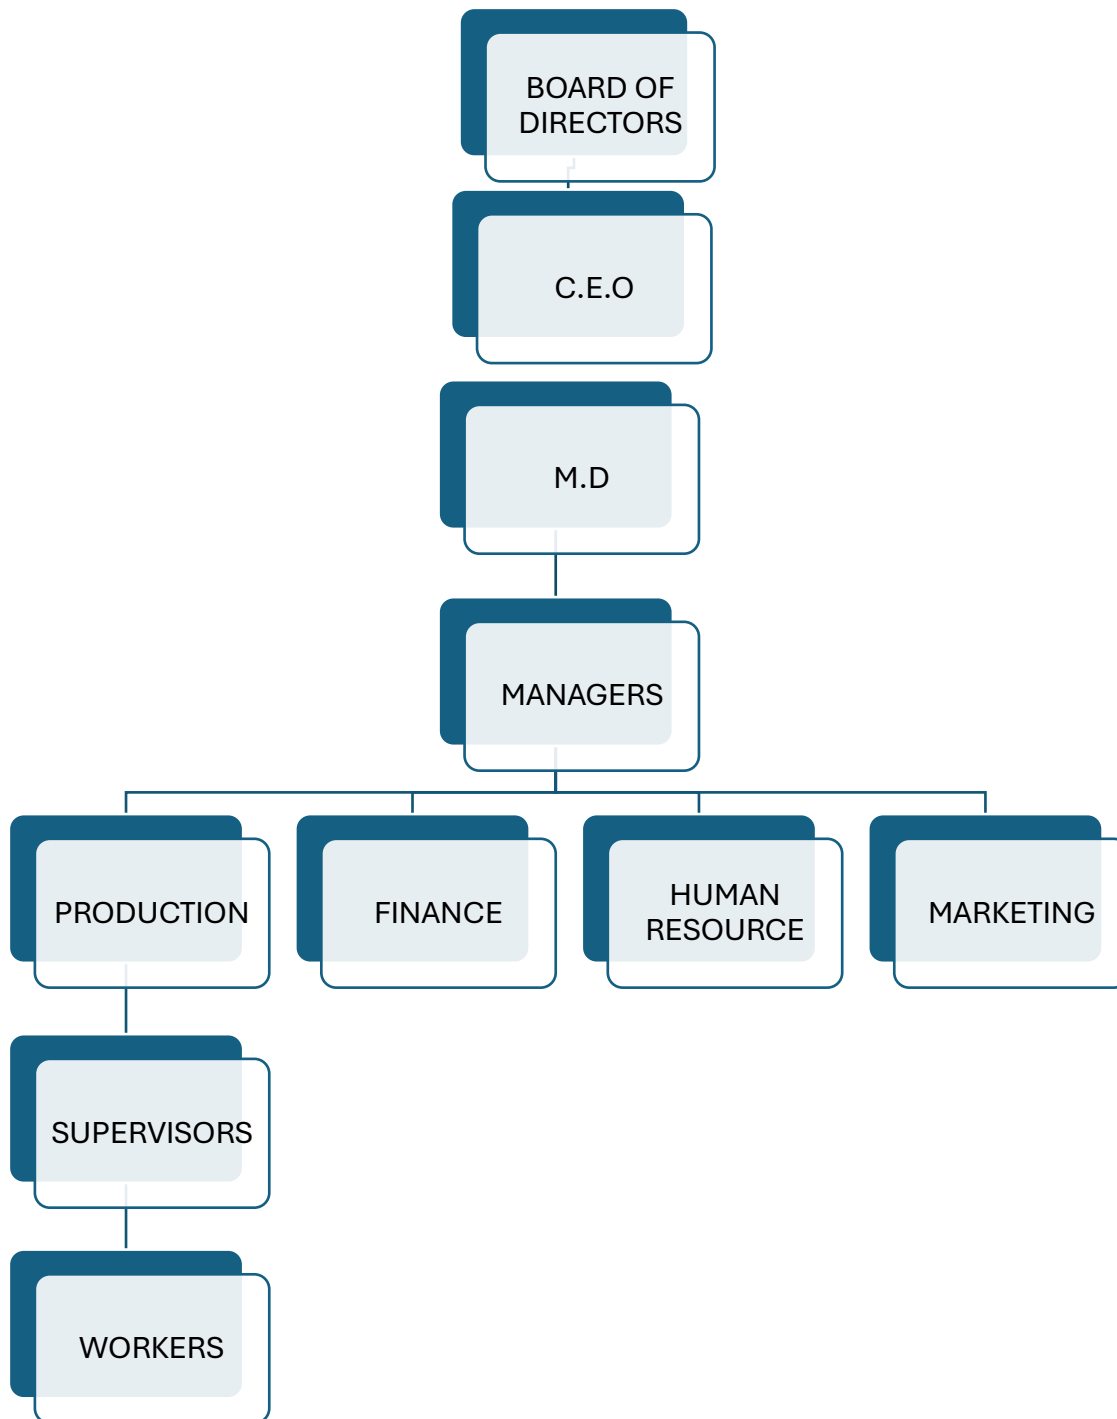 BOARD OF
DIRECTORS
C.E.O
M.D
MANAGERS
PRODUCTION
FINANCE
HUMAN
RESOURCE
MARKETING
SUPERVISORS
WORKERS